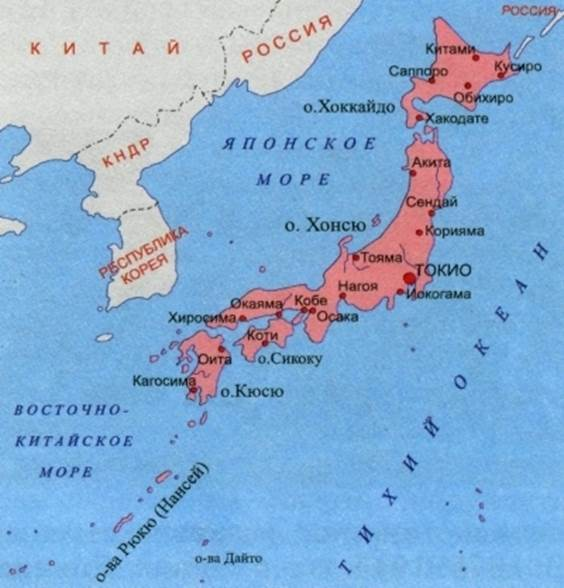 РОССИЯ
КИТАЙ
РОССИЯ
Китами
Кусиро
Саппоро
Обихиро
о.Хоккайдо
Хакодате
ЯПОНСКОЕ
МОРЕ
КНДР
Акита
Сендай
о. Хонсю
Корияма
РЕСПУБЛИКА
КОРЕЯ
Тояма
ТОКИО
Нагоя
Иокогама
Окаяма
Кобе
Хиросима
Осака
Коти
Оита
о.Сикоку
Кагосима
о.Кюсю
ВОСТОЧНО-
КИТАЙСКОЕ
МОРЕ
ТИХИЙ ОКЕАН
о-ва Рюкю (Нансей)
о-ва Дайто